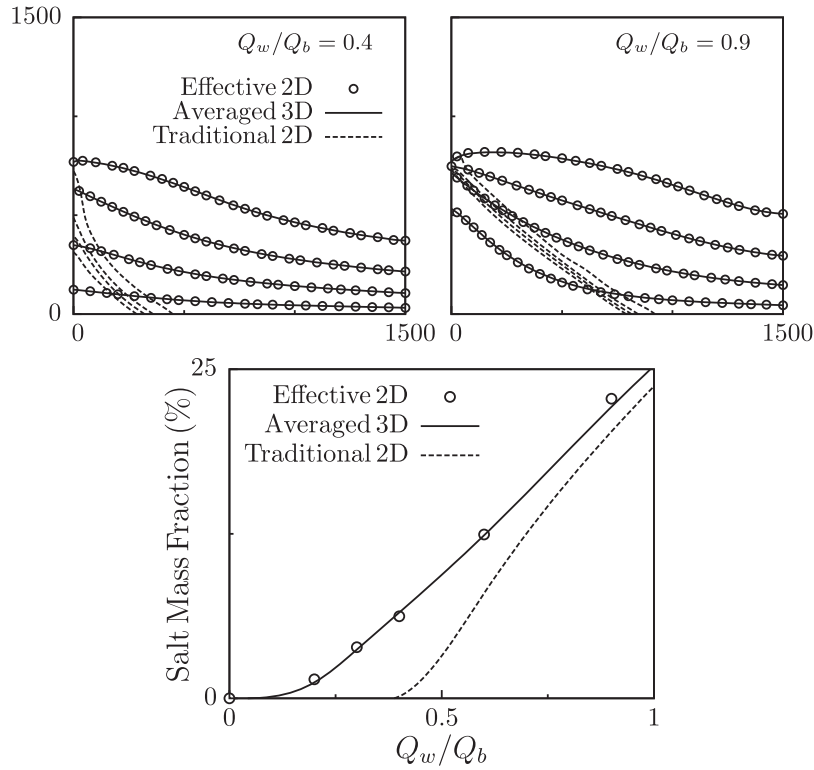 1500
0
Q_w/Q_b = 0.4
Effective 2D
Averaged 3D
Traditional 2D
0
1500
Q_w/Q_b = 0.9
0
1500
25
Salt Mass Fraction (%)
0
Effective 2D
Averaged 3D
Traditional 2D
0
0.5
1
Q_w/Q_b